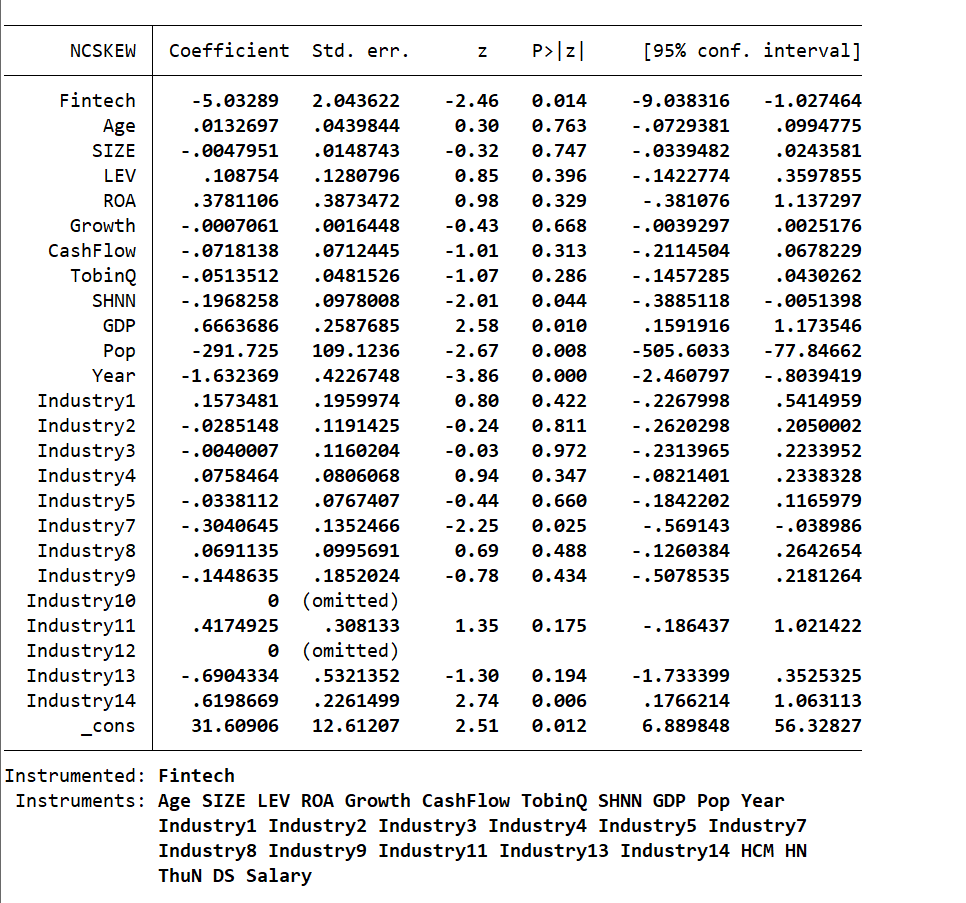 NCSKEW Coefficient Std. err. z P>|z| [95% conf. interval]
Fintech -5.03289 2.043622 -2.46 0.014 -9.038316 -1.027464
Age .0132697 .0439844 0.30 0.763 -.0729381 .0994775
SIZE -.0047951 .0148743 -0.32 0.747 -.0339482 .0243581
LEV .108754 .1280796 0.85 0.396 -.1422774 .3597855
ROA .3781106 .3873472 0.98 0.329 -.381076 1.137297
Growth -.0007061 .0016448 -0.43 0.668 -.0039297 .0025176
CashFlow -.0718138 .0712445 -1.01 0.313 -.2114504 .0678229
TobinQ -.0513512 .0481526 -1.07 0.286 -.1457285 .0430262
SHNN -.1968258 .0978008 -2.01 0.044 -.3885118 -.0051398
GDP .6663686 .2587685 2.58 0.010 .1591916 1.173546
Pop -291.725 109.1236 -2.67 0.008 -505.6033 -77.84662
Year -1.632369 .4226748 -3.86 0.000 -2.460797 -.8039419
Industry1 .1573481 .1959974 0.80 0.422 -.2267998 .5414959
Industry2 -.0285148 .1191425 -0.24 0.811 -.2620298 .2050002
Industry3 -.0040007 .1160204 -0.03 0.972 -.2313965 .2233952
Industry4 .0758464 .0806068 0.94 0.347 -.0821401 .2338328
Industry5 -.0338112 .0767407 -0.44 0.660 -.1842202 .1165979
Industry7 -.3040645 .1352466 -2.25 0.025 -.569143 -.038986
Industry8 .0691135 .0995691 0.69 0.488 -.1260384 .2642654
Industry9 -.1448635 .1852024 -0.78 0.434 -.5078535 .2181264
Industry10 0 (omitted)
Industry11 .4174925 .308133 1.35 0.175 -.186437 1.021422
Industry12 0 (omitted)
Industry13 -.6904334 .5321352 -1.30 0.194 -1.733399 .3525325
Industry14 .6198669 .2261499 2.74 0.006 .1766214 1.063113
_cons 31.60906 12.61207 2.51 0.012 6.889848 56.32827
Instrumented: Fintech
Instruments: Age SIZE LEV ROA Growth CashFlow TobinQ SHNN GDP Pop Year
Industry1 Industry2 Industry3 Industry4 Industry5 Industry7
Industry8 Industry9 Industry11 Industry13 Industry14 HCM HN
ThuN DS Salary